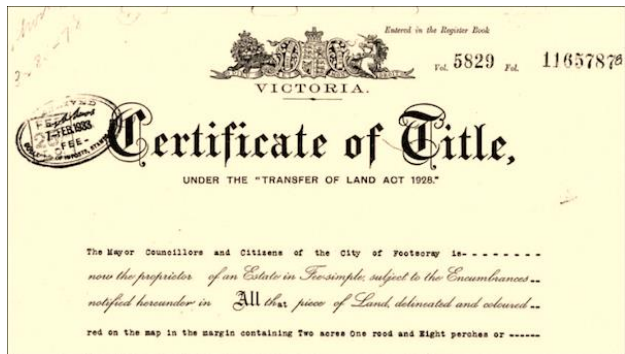 Entered in the Register Book
Vol. 5829 Fol. 1165787
VICTORIA.
Certificate of Title,
FEB 1933
FEE
UNDER THE "TRANSFER OF LAND ACT 1928."
The Mayor Councillors and Citizens of the City of Footscray is- - - - - - - -
now the proprietor of an Estate in Fee-simple, subject to the Encumbrances --
notified hereunder in All that piece of Land, delineated and coloured --
red on the map in the margin containing Two acres One rood and Eight perches or ------